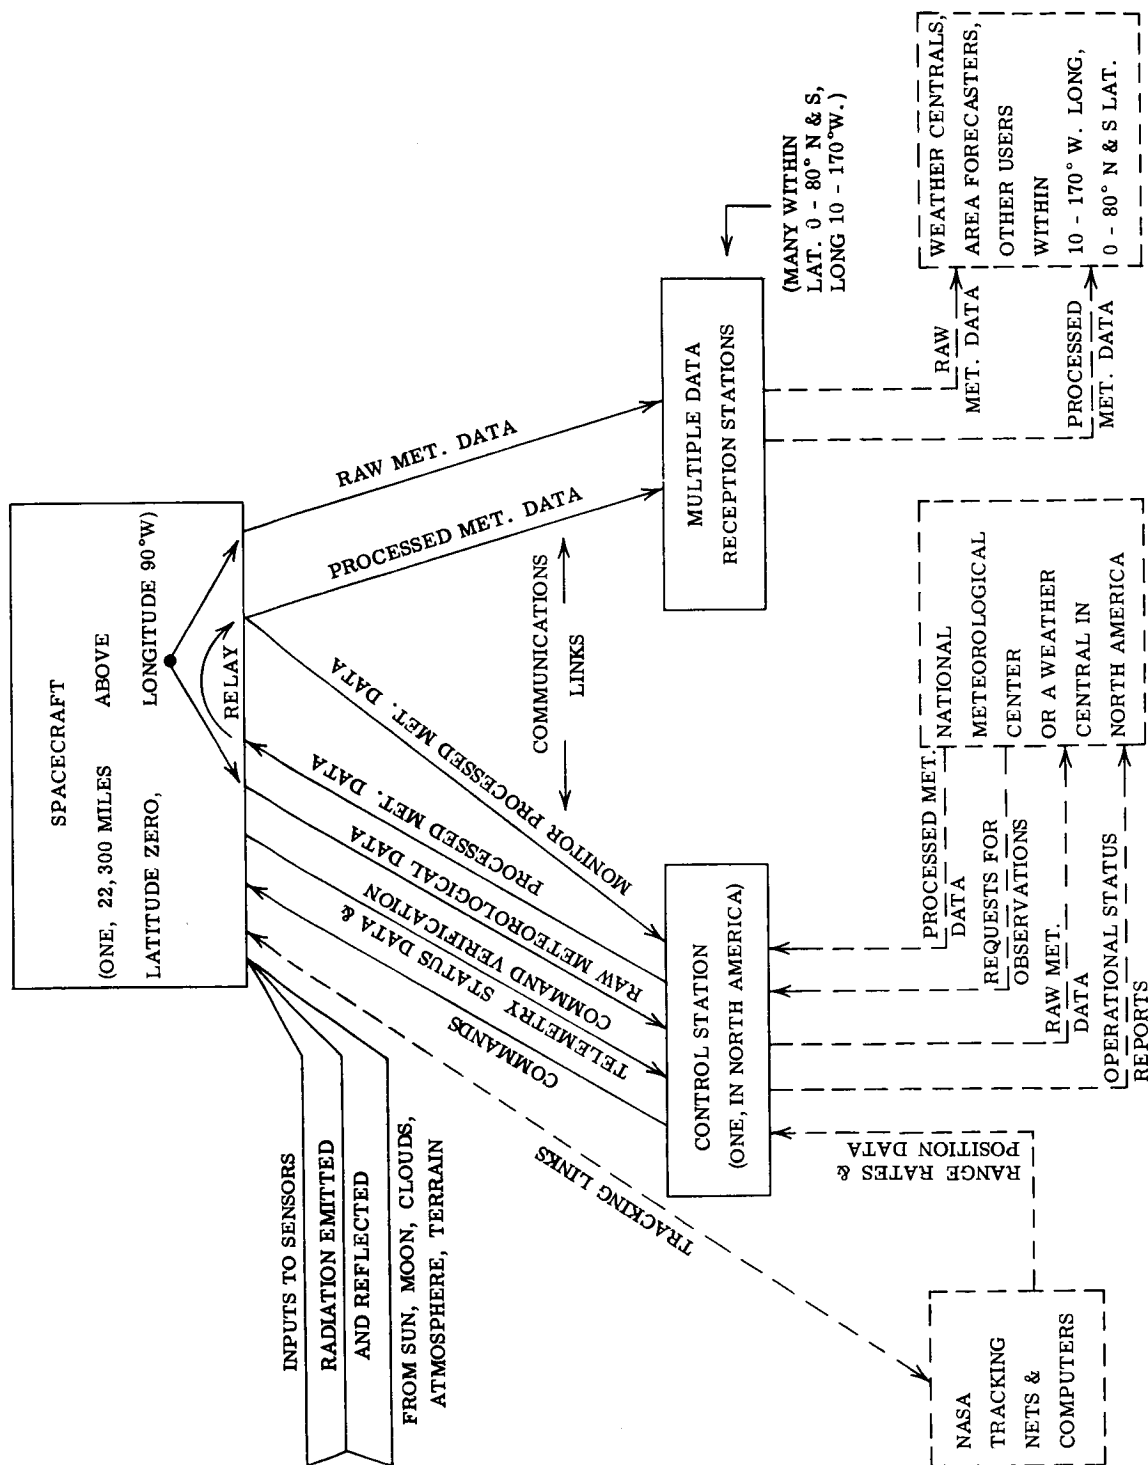 SPACECRAFT
(ONE, 22,300 MILES ABOVE
LATITUDE ZERO, LONGITUDE 90°W)
RELAY
INPUTS TO SENSORS
RADIATION EMITTED
AND REFLECTED
FROM SUN, MOON, CLOUDS,
ATMOSPHERE, TERRAIN
TRACKING LINKS
COMMANDS
TELEMETRY STATUS DATA &
COMMAND VERIFICATION
RAW METEOROLOGICAL DATA
PROCESSED MET. DATA
MONITOR PROCESSED MET. DATA
COMMUNICATIONS
LINKS
PROCESSED MET. DATA
RAW MET. DATA
CONTROL STATION
(ONE, IN NORTH AMERICA)
MULTIPLE DATA
RECEPTION STATIONS
(MANY WITHIN
LAT. 0 - 80° N & S,
LONG 10 - 170°W.)
RANGE RATES &
POSITION DATA
OPERATIONAL STATUS
REPORTS
RAW MET.
DATA
REQUESTS FOR
OBSERVATIONS
PROCESSED MET.
DATA
RAW
MET. DATA
PROCESSED
MET. DATA
NASA
TRACKING
NETS &
COMPUTERS
NATIONAL
METEOROLOGICAL
CENTER
OR A WEATHER
CENTRAL IN
NORTH AMERICA
WEATHER CENTRALS,
AREA FORECASTERS,
OTHER USERS
WITHIN
10 - 170° W. LONG,
0 - 80° N & S LAT.